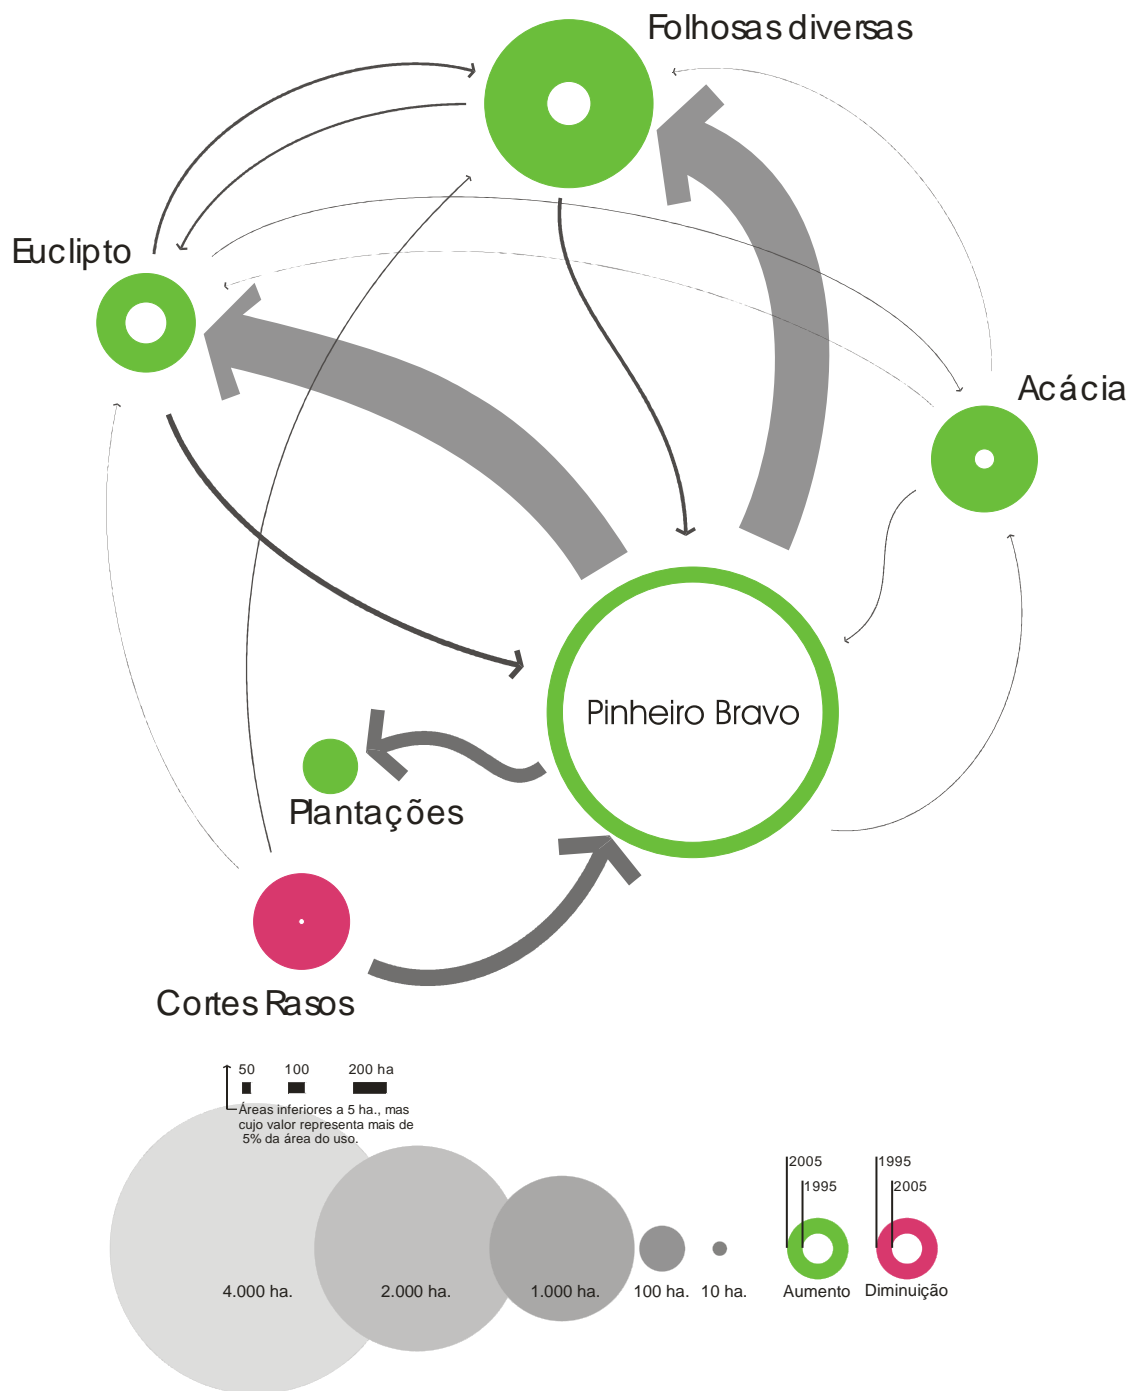 Folhosas diversas
Euclipto
Acácia
Pinheiro Bravo
Plantações
Cortes Rasos
50 100 200 ha
Áreas inferiores a 5 ha., mas
cujo valor representa mais de
5% da área do uso.
2005 1995
1995 2005
4.000 ha. 2.000 ha. 1.000 ha. 100 ha. 10 ha. Aumento Diminuição